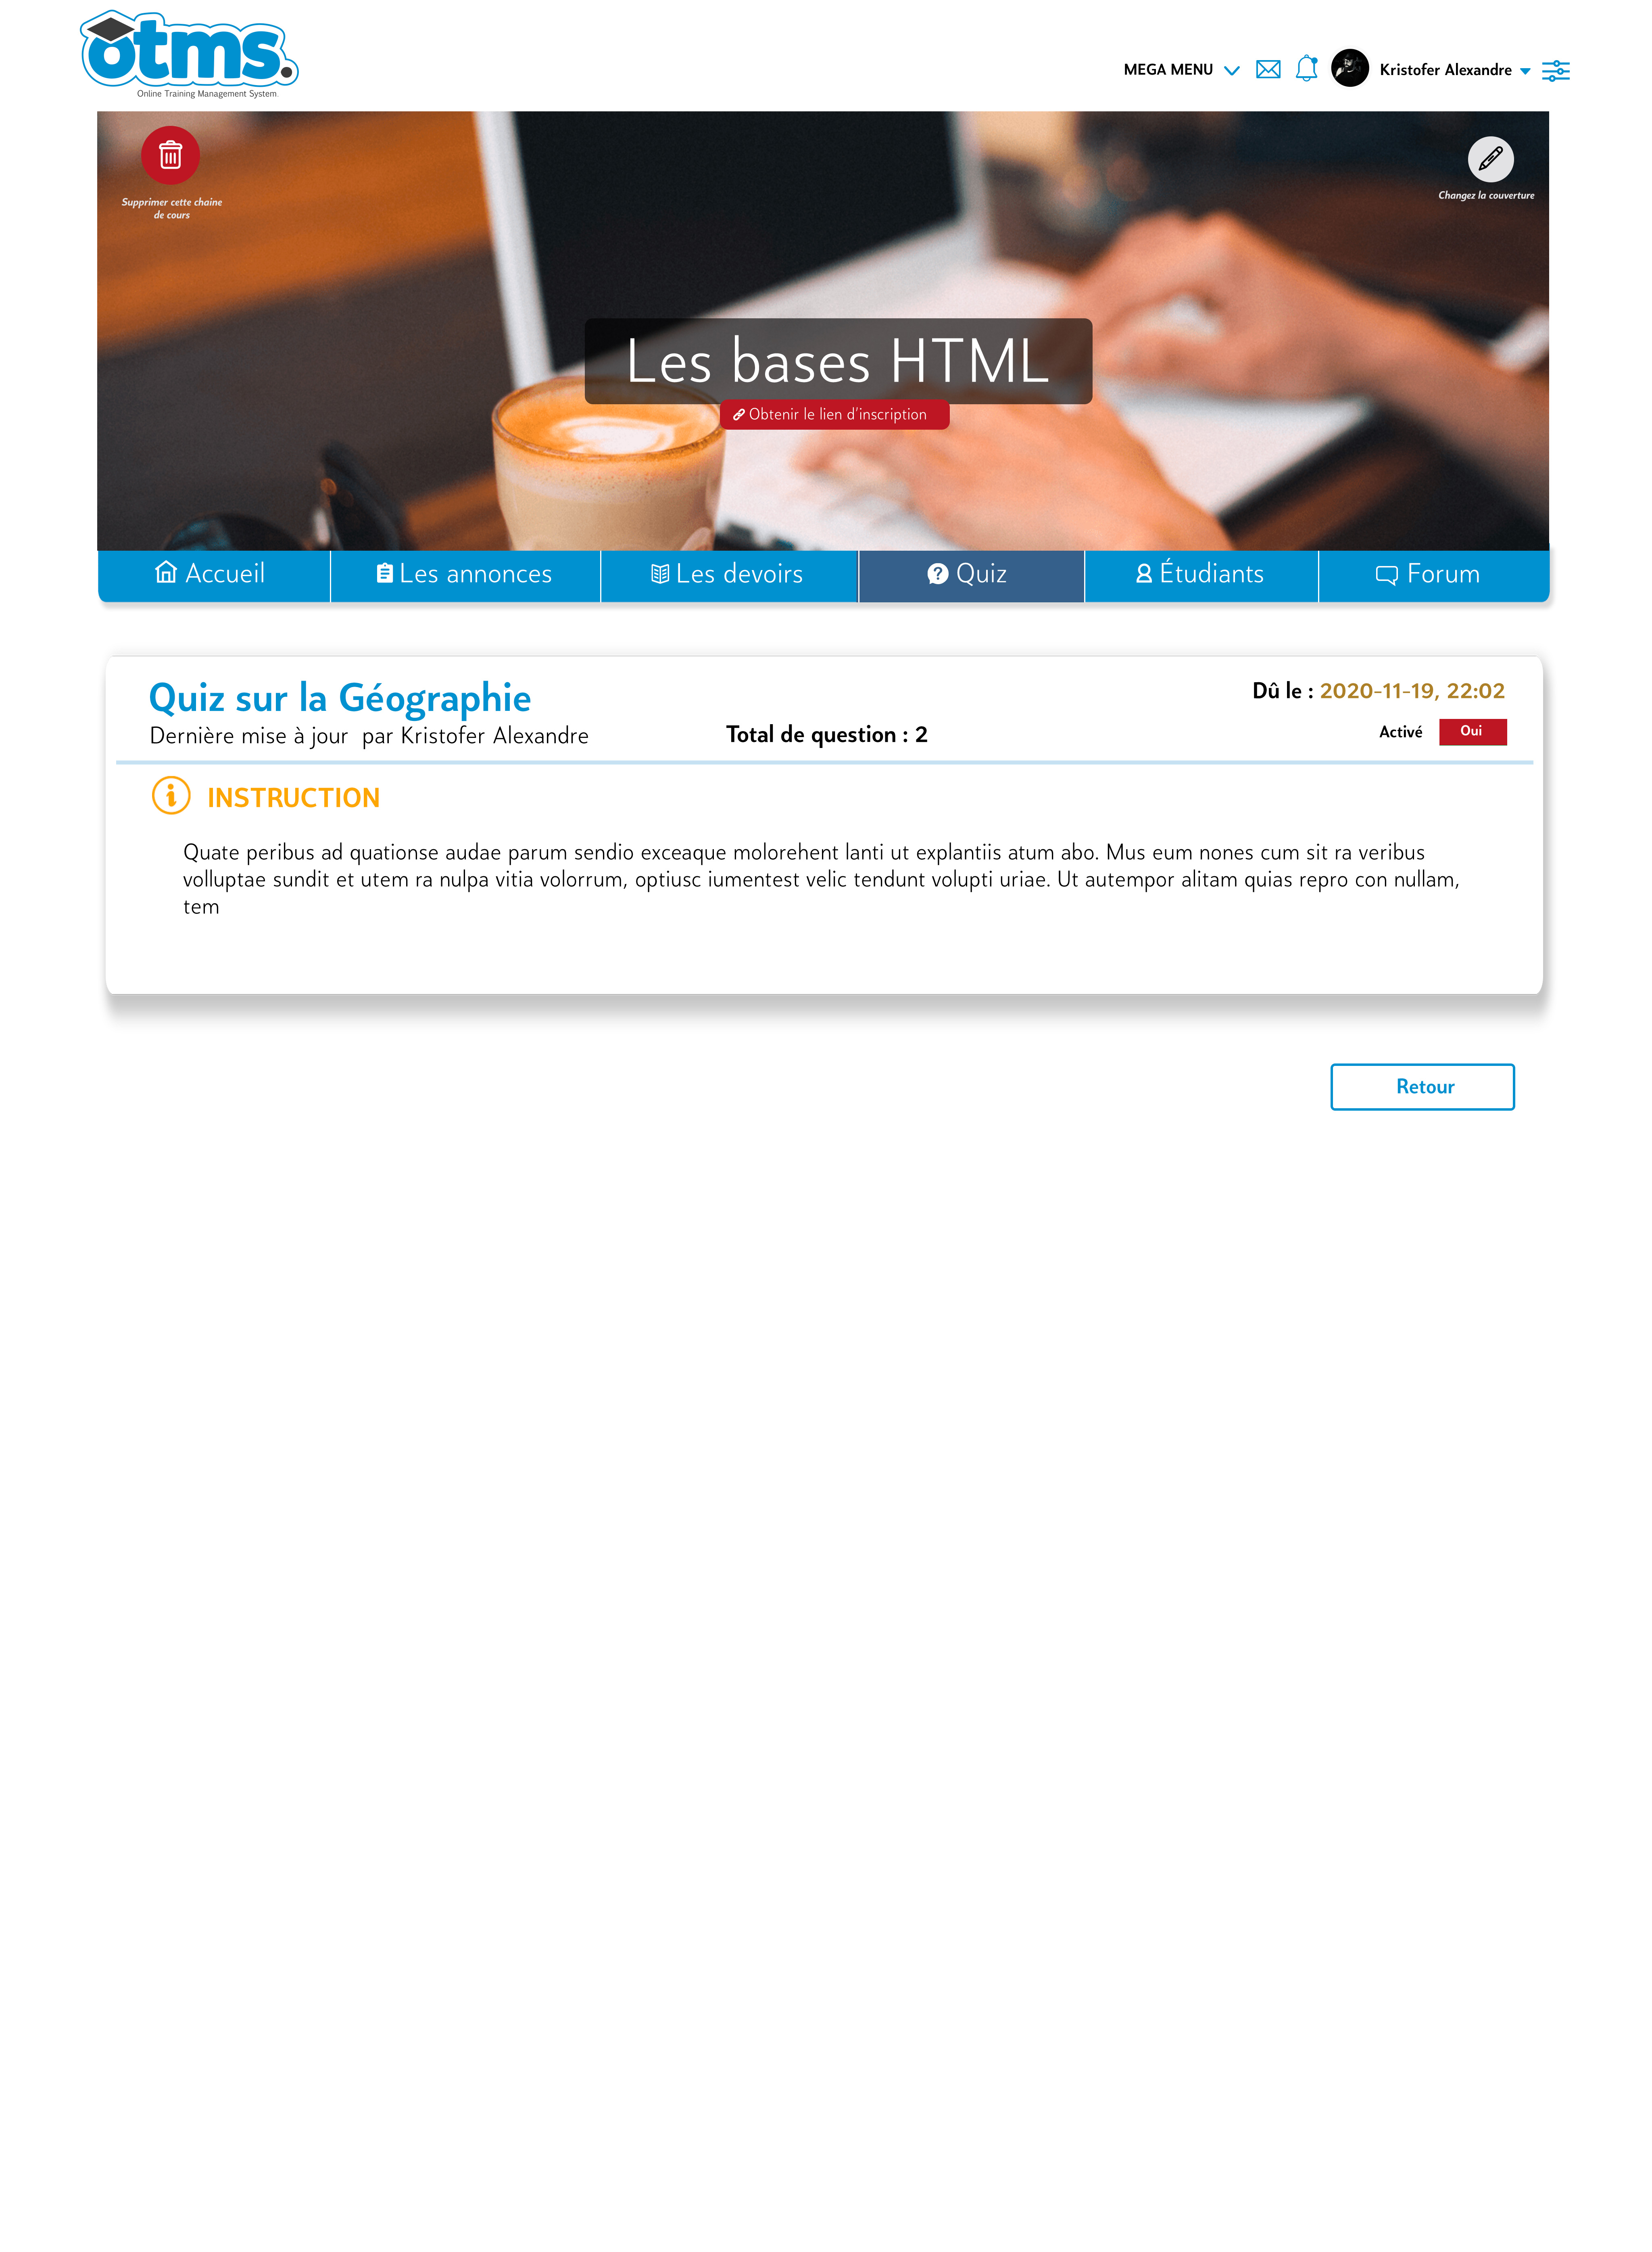 otms.
Online Training Management System
MEGA MENU
Kristofer Alexandre
Supprimer cette chaine
de cours
Changez la couverture
Les bases HTML
Obtenir le lien d'inscription
Accueil
Les annonces
Les devoirs
Quiz
Étudiants
Forum
Quiz sur la Géographie
Dû le : 2020-11-19, 22:02
Dernière mise à jour  par Kristofer Alexandre
Total de question : 2
Activé
Oui
INSTRUCTION
Quate peribus ad quationse audae parum sendio exceaque molorehent lanti ut explantiis atum abo. Mus eum nones cum sit ra veribus
volluptae sundit et utem ra nulpa vitia volorrum, optiusc iumentest velic tendunt volupti uriae. Ut autempor alitam quias repro con nullam,
tem
Retour